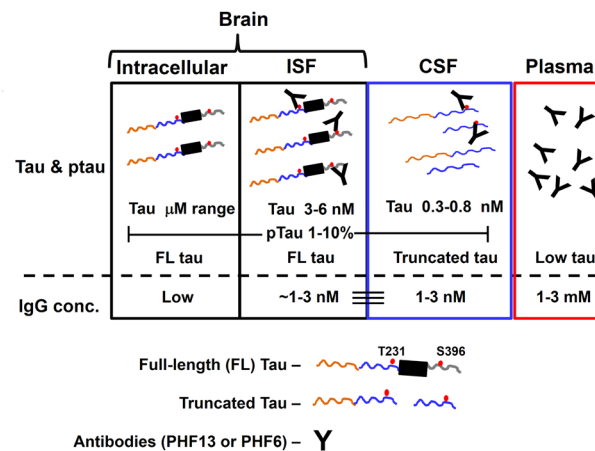 Brain
Intracellular ISF CSF Plasma
Tau & ptau
Tau μM range Tau 3-6 nM Tau 0.3-0.8 nM
pTau 1-10%
FL tau FL tau Truncated tau Low tau
IgG conc. Low ~1-3 nM 1-3 nM 1-3 mM
T231 S396
Full-length (FL) Tau –
Truncated Tau –
Antibodies (PHF13 or PHF6) –